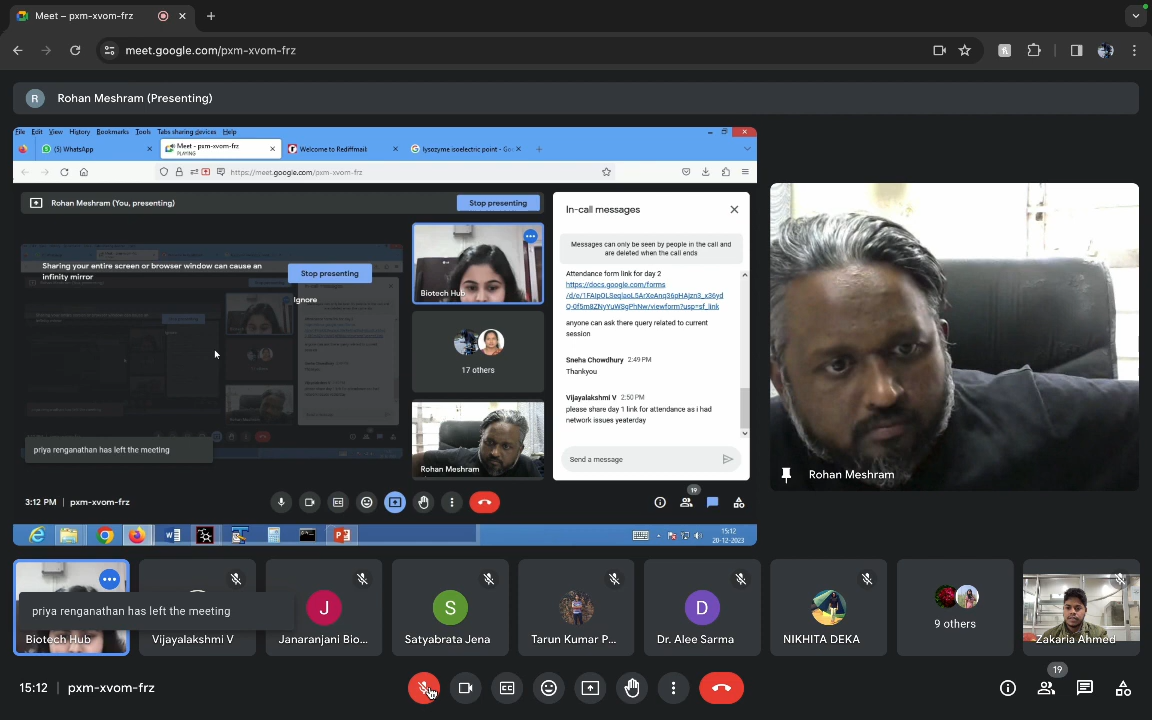 Meet – pxm-xvom-frz
meet.google.com/pxm-xvom-frz
R Rohan Meshram (Presenting)
File Edit View History Bookmarks Tools Tabs sharing devices Help
(5) WhatsApp
Meet - pxm-xvom-frz
PLAYING
Welcome to Rediffmail
lysozyme isoelectric point - Go
https://meet.google.com/pxm-xvom-frz
Rohan Meshram (You, presenting)
Stop presenting
Sharing your entire screen or browser window can cause an
infinity mirror
Stop presenting
Ignore
Biotech Hub
17 others
Rohan Meshram
priya renganathan has left the meeting
In-call messages
Messages can only be seen by people in the call and
are deleted when the call ends
Attendance form link for day 2
https://docs.google.com/forms
anyone can ask there query related to current
session
Sneha Chowdhury 2:49 PM
Thankyou
Vijayalakshmi V 2:50 PM
please share day 1 link for attendance as i had
network issues yeaterday
Send a message
3:12 PM | pxm-xvom-frz
19
15:12
20-12-2023
Rohan Meshram
priya renganathan has left the meeting
Biotech Hub
Vijayalakshmi V
J
Janaranjani Bio...
S
Satyabrata Jena
Tarun Kumar P...
D
Dr. Alee Sarma
NIKHITA DEKA
9 others
Zakaria Ahmed
15:12 | pxm-xvom-frz
19